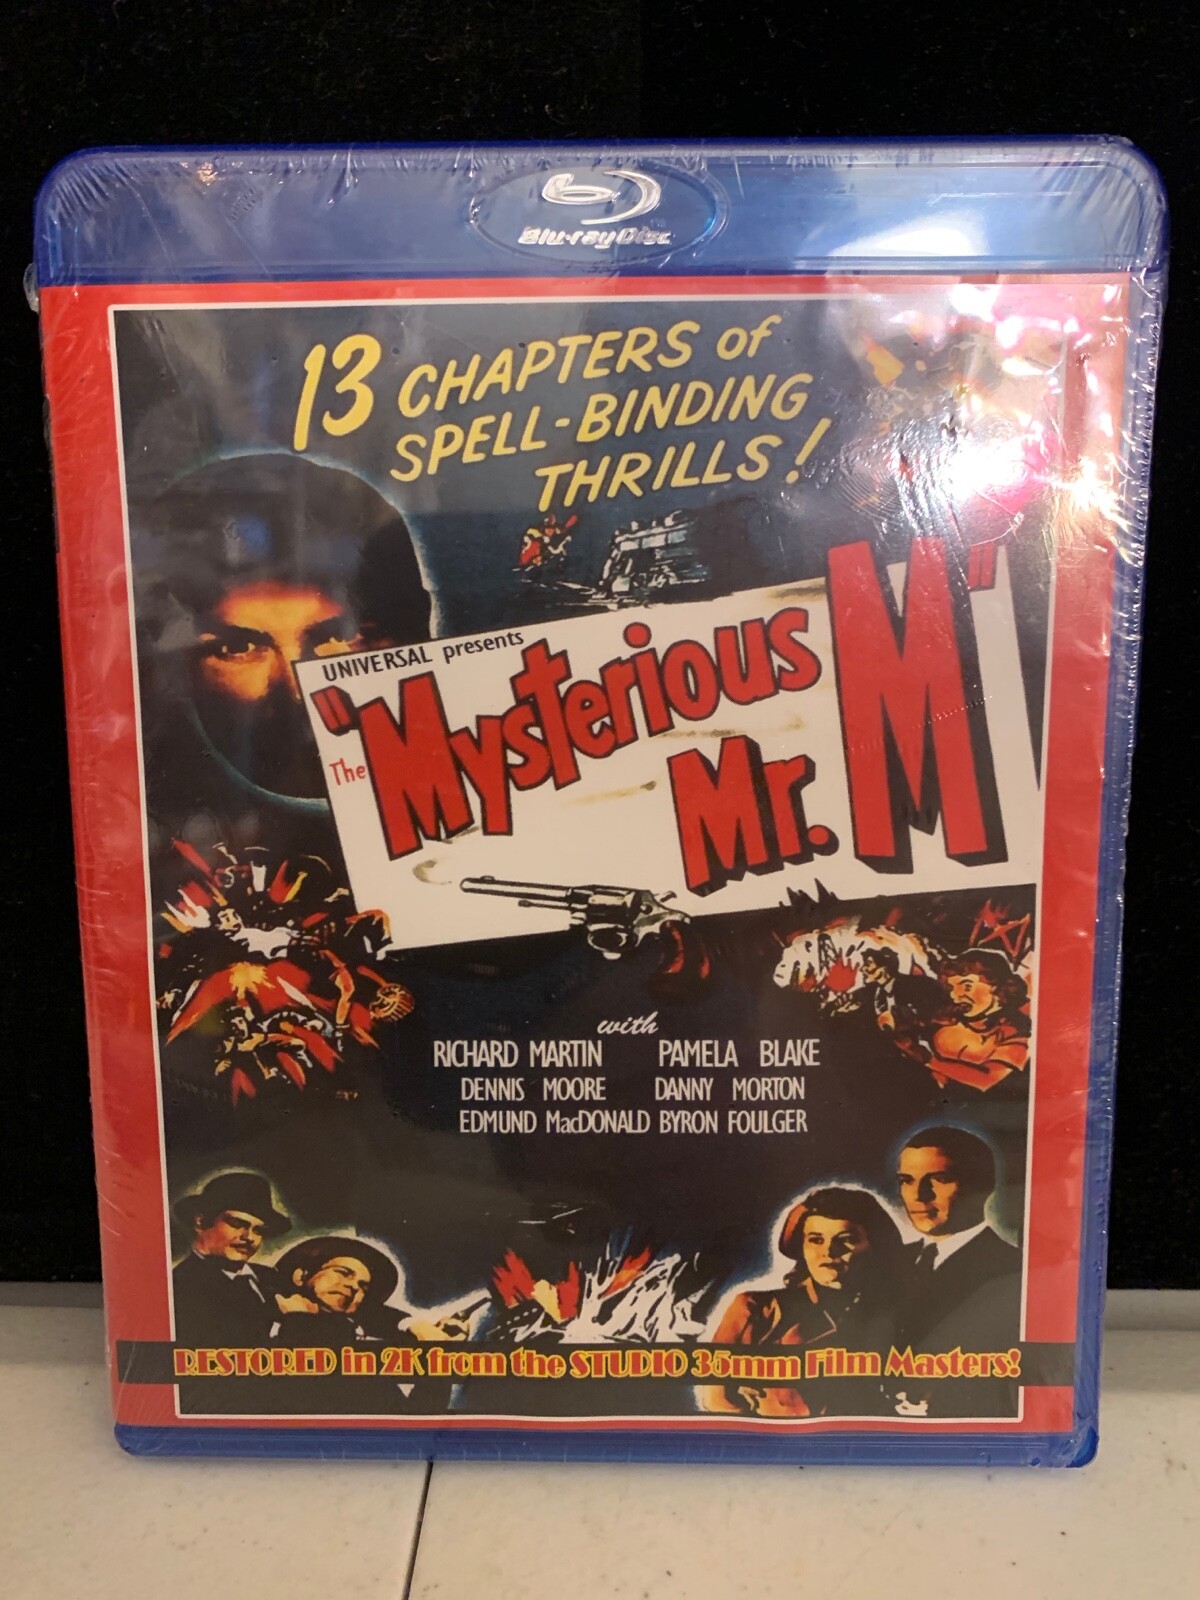 Blu-ray Disc
13 CHAPTERS of
SPELL-BINDING
THRILLS!
UNIVERSAL presents
The "Mysterious
Mr. M"
with
RICHARD MARTIN PAMELA BLAKE
DENNIS MOORE DANNY MORTON
EDMUND MacDONALD BYRON FOULGER
RESTORED in 2K from the STUDIO 35mm Film Masters!